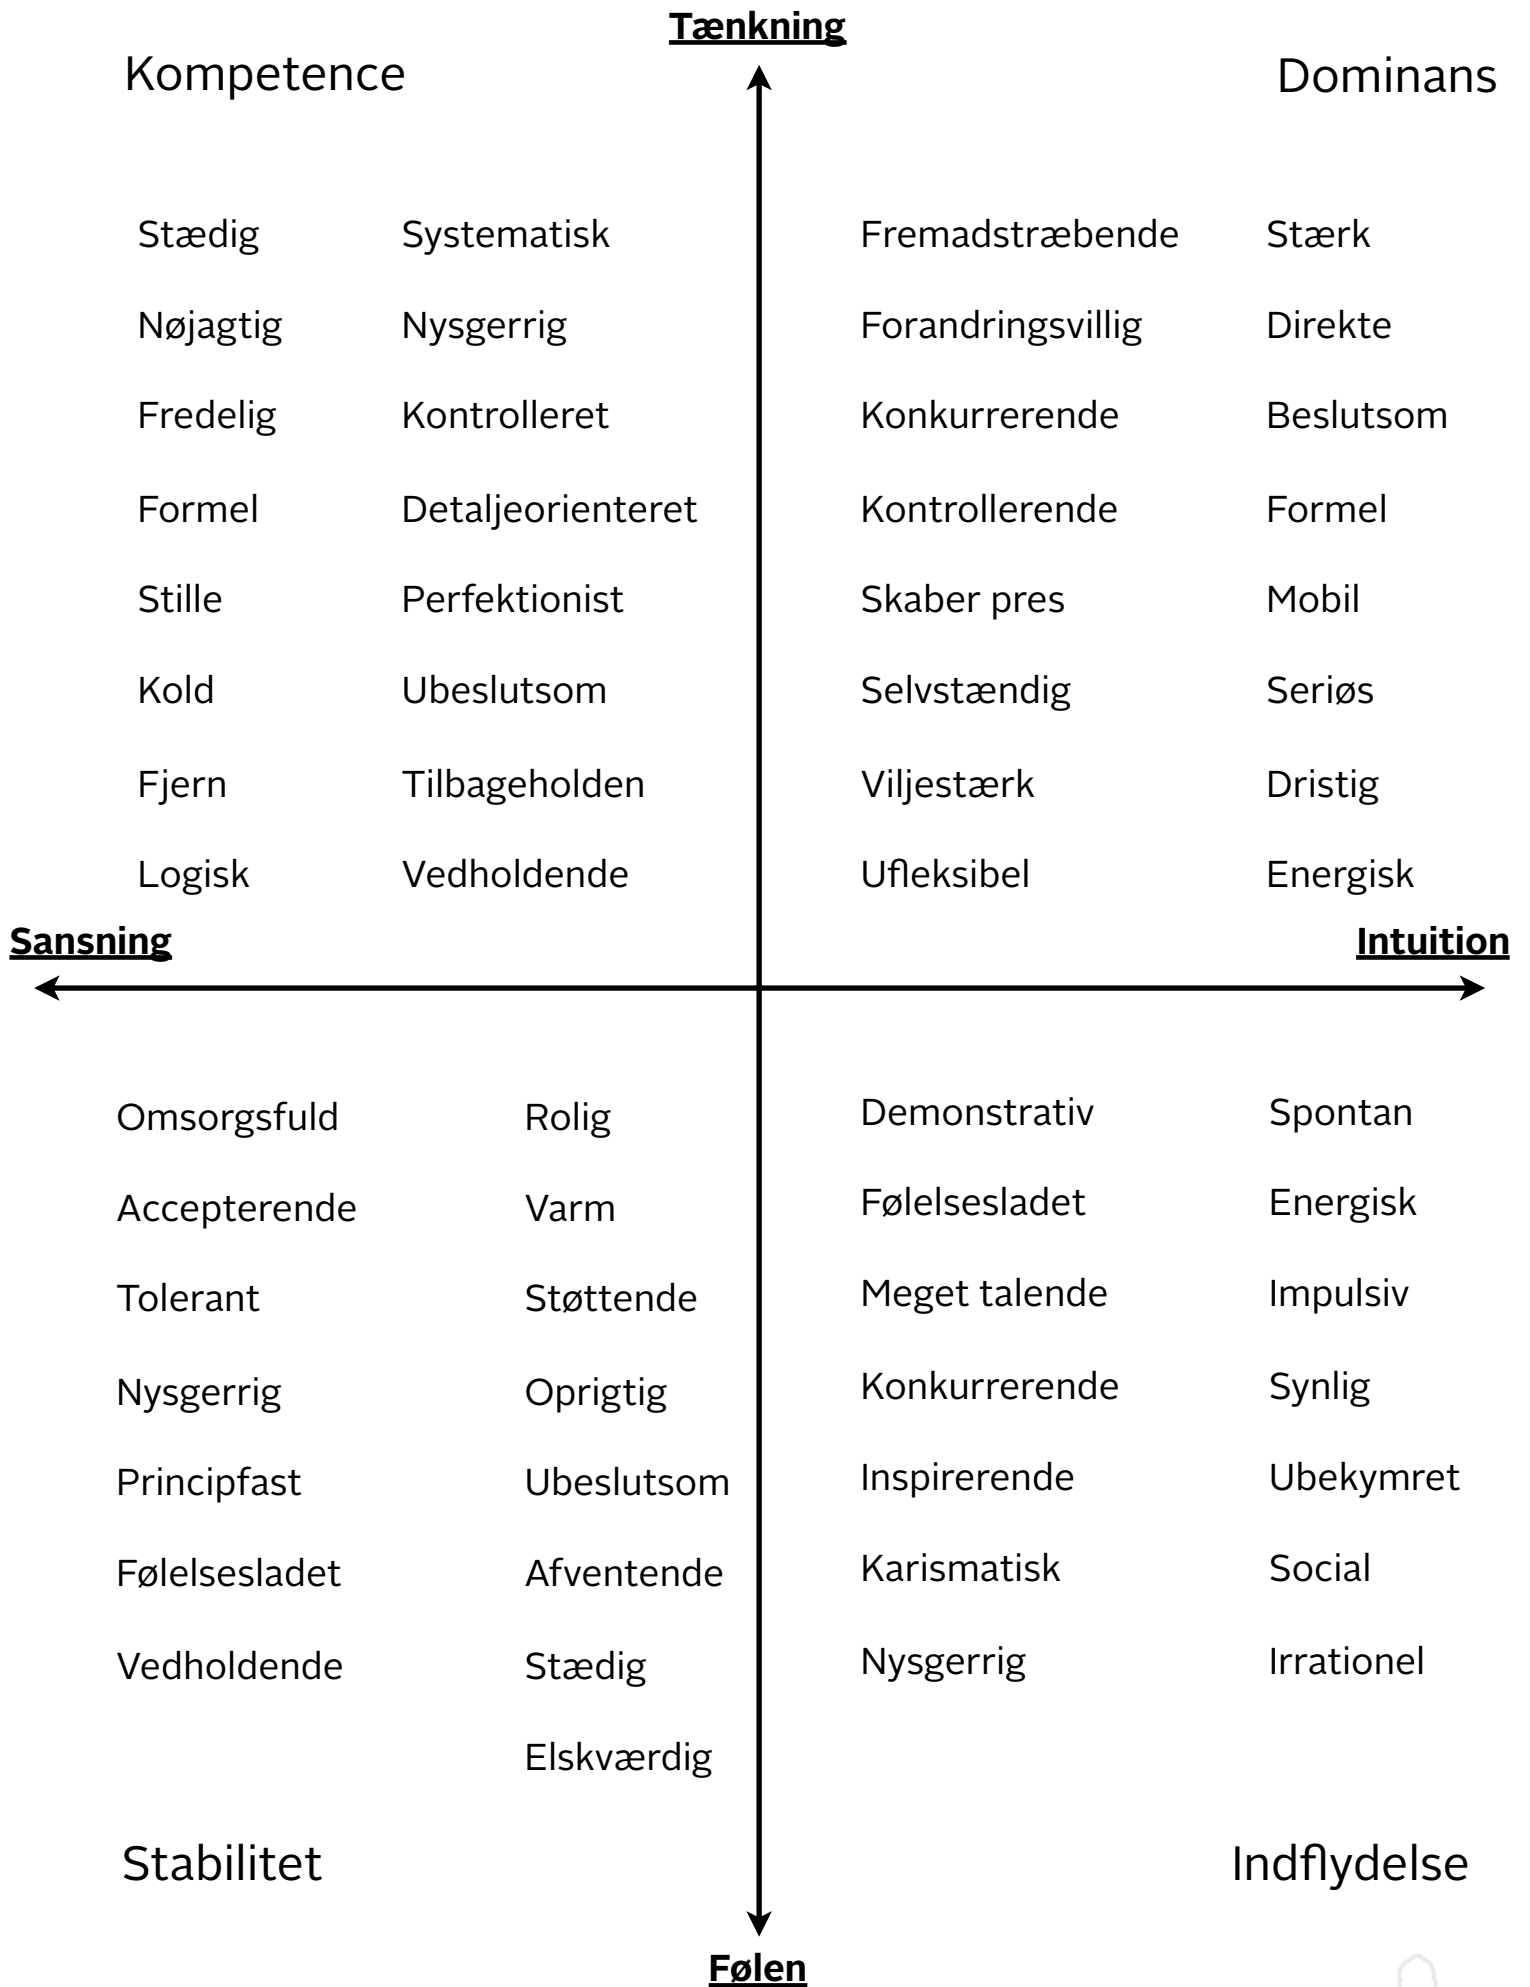 Tænkning
Kompetence Dominans
Stædig Systematisk Fremadstræbende Stærk
Nøjagtig Nysgerrig Forandringsvillig Direkte
Fredelig Kontrolleret Konkurrerende Beslutsom
Formel Detaljeorienteret Kontrollerende Formel
Stille Perfektionist Skaber pres Mobil
Kold Ubeslutsom Selvstændig Seriøs
Fjern Tilbageholden Viljestærk Dristig
Logisk Vedholdende Ufleksibel Energisk
Sansning Intuition
Omsorgsfuld Rolig Demonstrativ Spontan
Accepterende Varm Følelsesladet Energisk
Tolerant Støttende Meget talende Impulsiv
Nysgerrig Oprigtig Konkurrerende Synlig
Principfast Ubeslutsom Inspirerende Ubekymret
Følelsesladet Afventende Karismatisk Social
Vedholdende Stædig Nysgerrig Irrationel
Elskværdig
Stabilitet Indflydelse
Følen